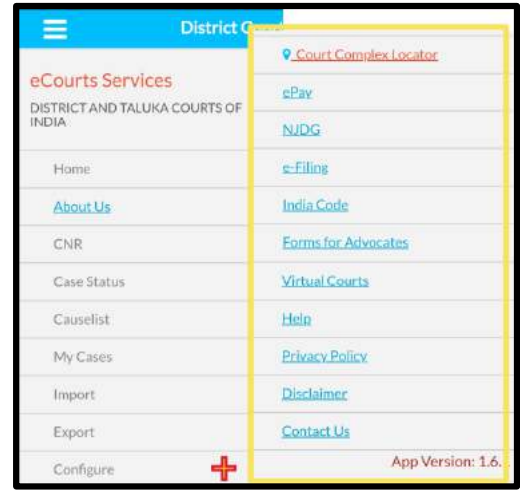 District C
eCourts Services
DISTRICT AND TALUKA COURTS OF
INDIA
Home
About Us
CNR
Case Status
Causelist
My Cases
Import
Export
Configure
Court Complex Locator
ePay
NJDG
e-Filing
India Code
Forms for Advocates
Virtual Courts
Help
Privacy Policy
Disclaimer
Contact Us
App Version: 1.6.